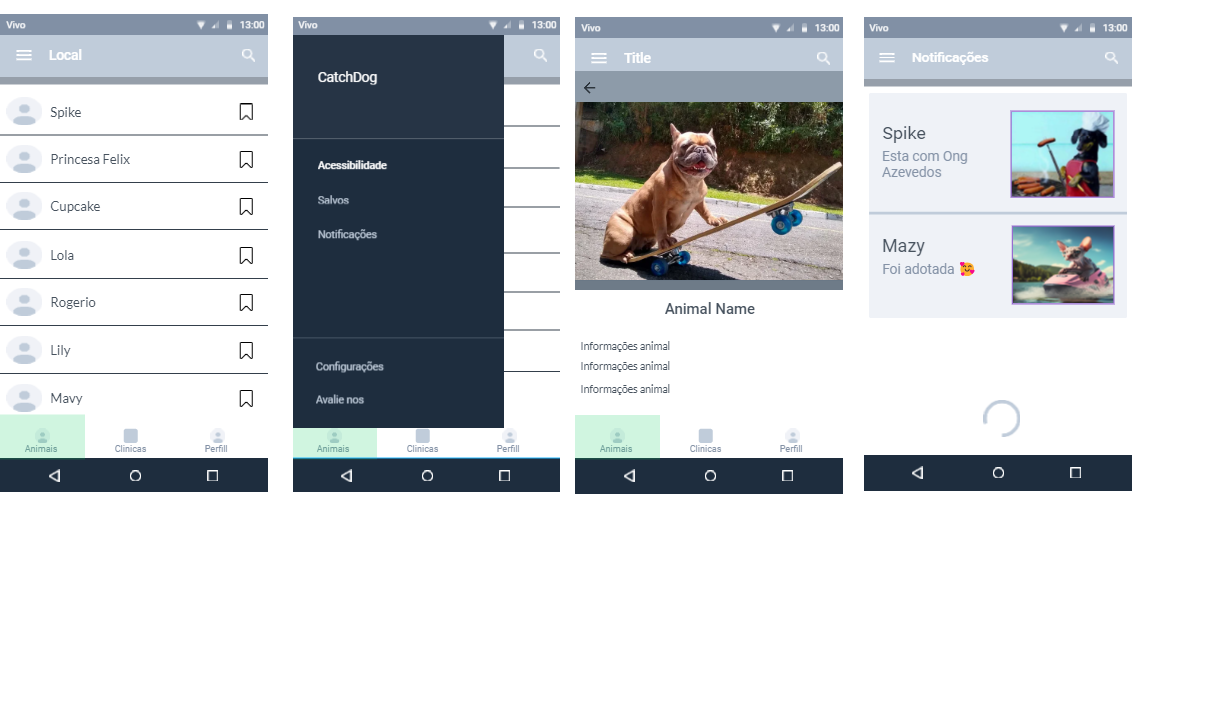 Vivo 13:00
Local
Spike
Princesa Felix
Cupcake
Lola
Rogerio
Lily
Mavy
Animais Clinicas Perfill
Vivo 13:00
CatchDog
Acessibilidade
Salvos
Notificações
Configurações
Avalie nos
Animais Clinicas Perfill
Vivo 13:00
Title
Animal Name
Informações animal
Informações animal
Informações animal
Animais Clinicas Perfill
Vivo 13:00
Notificações
Spike
Esta com Ong
Azevedos
Mazy
Foi adotada 🥰